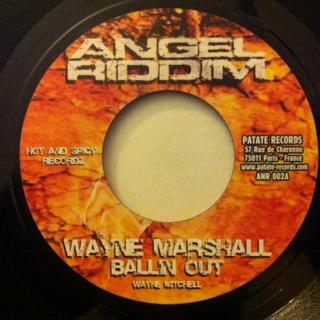 ANGEL
RIDDIM
HOT AND SPICY
RECORDZ
PATATE RECORDS
57 Rue de Charonne
75011 Paris - France
www.patate-records.com
ANR 002A
WAYNE MARSHALL
BALLIN OUT
WAYNE MITCHELL